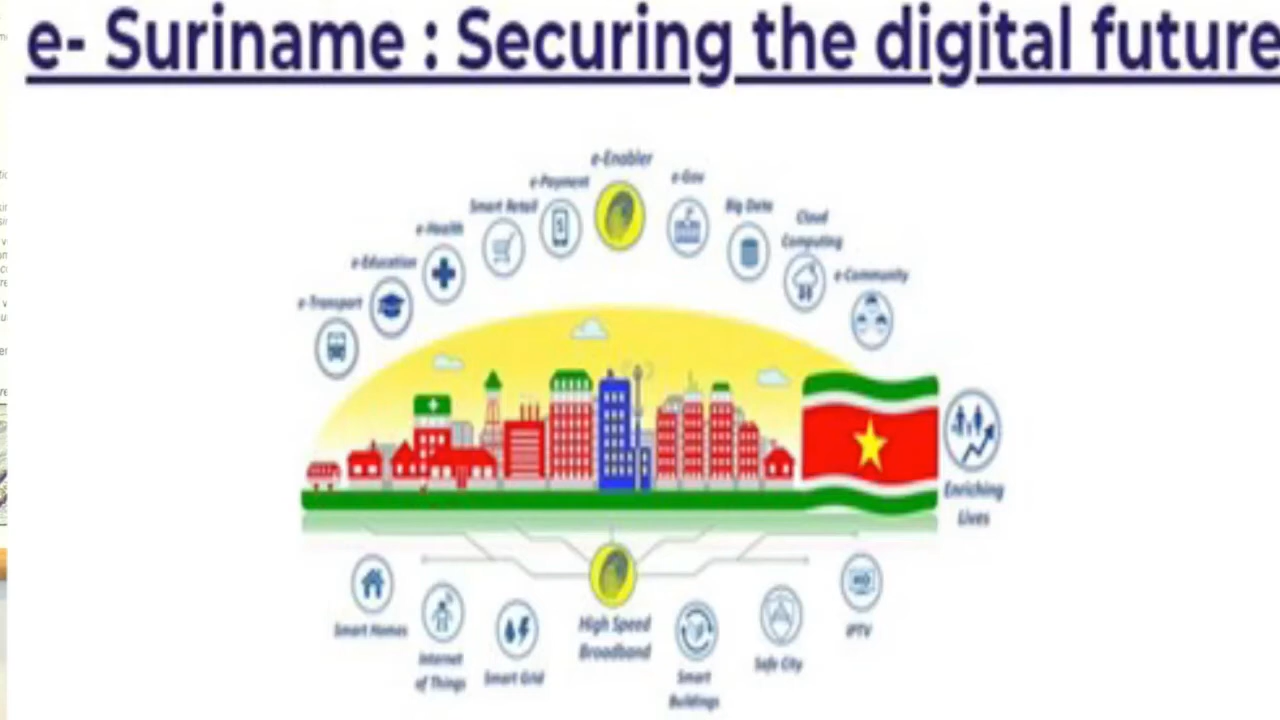 e- Suriname : Securing the digital future
e-Enabler
e-Payment
e-Gov
Smart Retail
Big Data
e-Health
Cloud
Computing
e-Education
e-Community
e-Transport
Enriching
Lives
Smart Homes
High Speed
Broadband
IPTV
Internet
of Things
Smart Grid
Smart
Buildings
Safe City